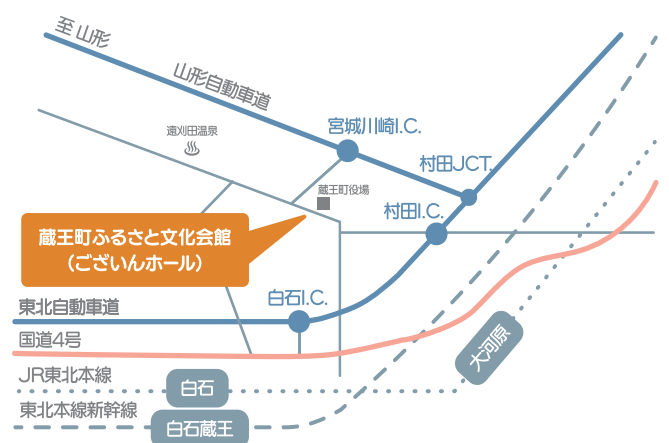 至 山形
山形自動車道
宮城川崎I.C.
遠刈田温泉
村田JCT.
蔵王町役場
村田I.C.
蔵王町ふるさと文化会館
（ございんホール）
白石I.C.
東北自動車道
国道4号
大河原
JR東北本線
白石
東北本線新幹線
白石蔵王